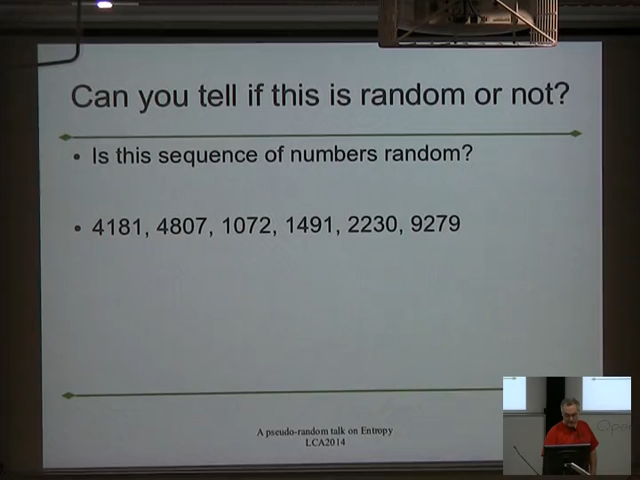 Can you tell if this is random or not?
• Is this sequence of numbers random?
• 4181, 4807, 1072, 1491, 2230, 9279
A pseudo-random talk on Entropy
LCA2014